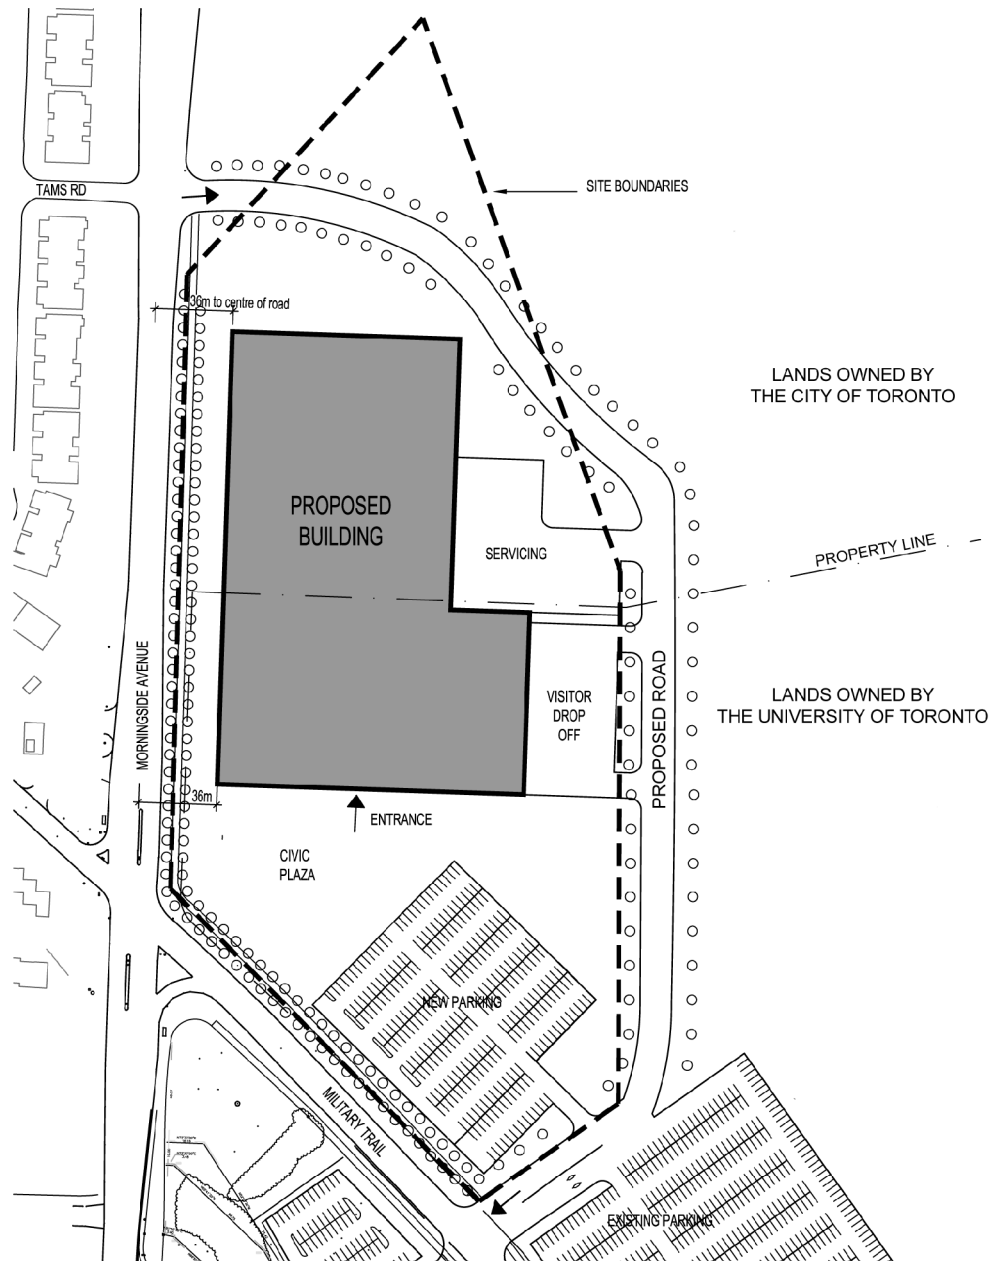 TAMS RD
SITE BOUNDARIES
36m to centre of road
LANDS OWNED BY
THE CITY OF TORONTO
PROPOSED
BUILDING
SERVICING
PROPERTY LINE
MORNINGSIDE AVENUE
VISITOR
DROP
OFF
PROPOSED ROAD
LANDS OWNED BY
THE UNIVERSITY OF TORONTO
36m
ENTRANCE
CIVIC
PLAZA
NEW PARKING
MILITARY TRAIL
EXISTING PARKING